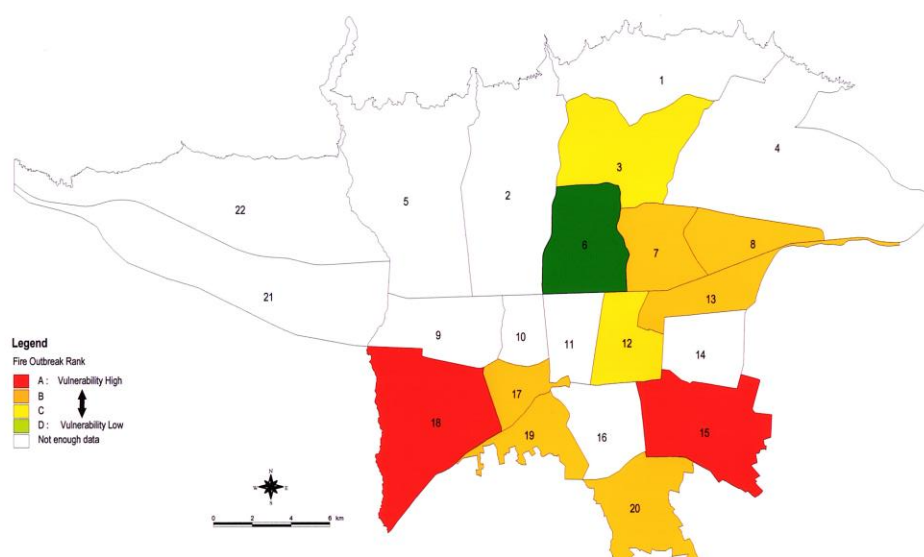 1
3
4
5
2
22
6
7
8
21
13
9
10
11
12
14
17
18
19
16
15
20
Legend
Fire Outbreak Rank
A : Vulnerability High
B
C
D : Vulnerability Low
Not enough data
N
W E
S
0 2 4 6 km